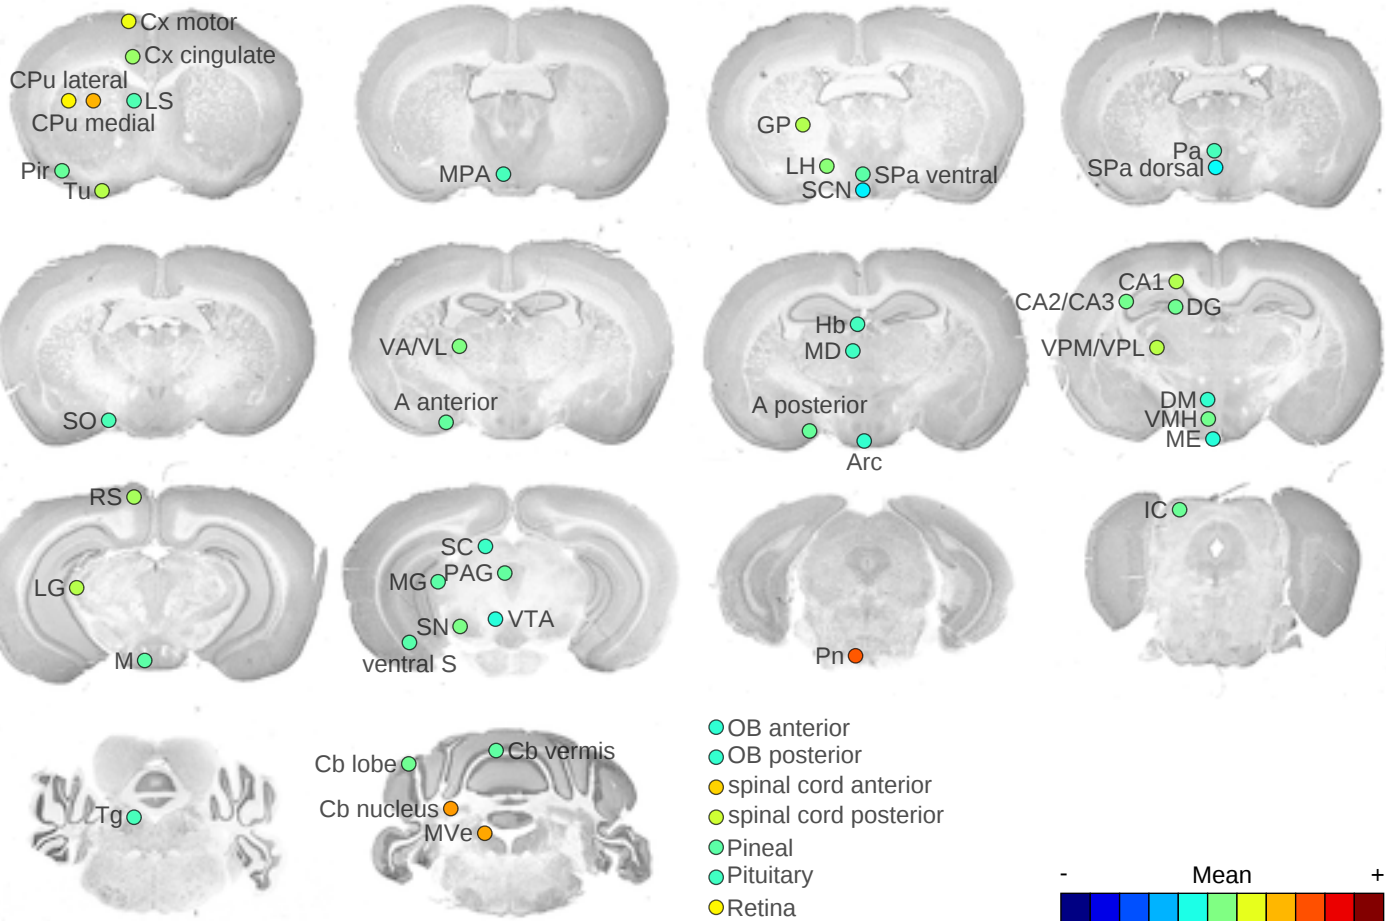 Cx motor
Cx cingulate
CPu lateral
LS
CPu medial
Pir
Tu
MPA
GP
LH
SPa ventral
SCN
Pa
SPa dorsal
SO
VA/VL
A anterior
Hb
MD
A posterior
Arc
CA1
CA2/CA3
DG
VPM/VPL
DM
VMH
ME
RS
LG
M
SC
PAG
MG
SN
VTA
ventral S
Pn
IC
Tg
Cb lobe
Cb vermis
Cb nucleus
MVe
OB anterior
OB posterior
spinal cord anterior
spinal cord posterior
Pineal
Pituitary
Retina
- Mean +